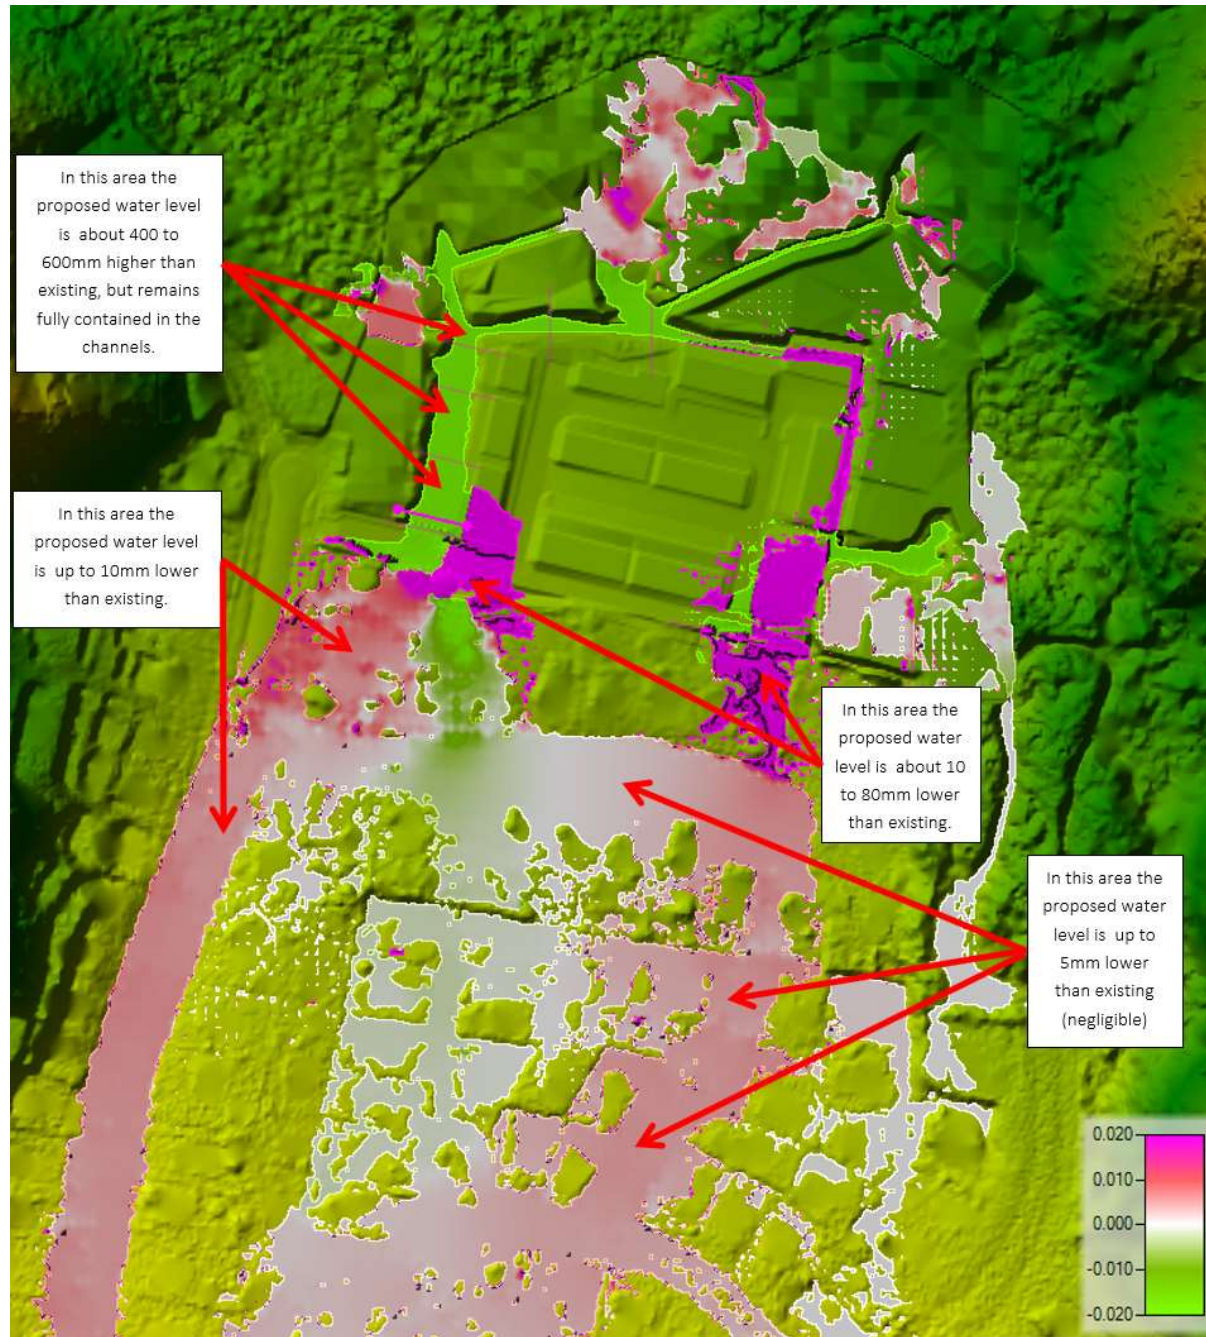 In this area the
proposed water level
is about 400 to
600mm higher than
existing, but remains
fully contained in the
channels.
In this area the
proposed water level
is up to 10mm lower
than existing.
In this area the
proposed water
level is about 10
to 80mm lower
than existing.
In this area the
proposed water
level is up to
5mm lower
than existing
(negligible)
0.020
0.010
0.000
-0.010
-0.020